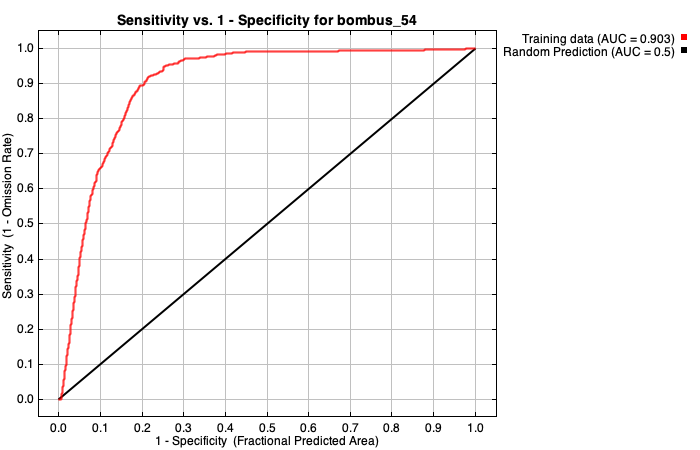 Sensitivity vs. 1 - Specificity for bombus_54
Training data (AUC = 0.903)
Random Prediction (AUC = 0.5)
Sensitivity (1 - Omission Rate)
1.0
0.9
0.8
0.7
0.6
0.5
0.4
0.3
0.2
0.1
0.0
0.0 0.1 0.2 0.3 0.4 0.5 0.6 0.7 0.8 0.9 1.0
1 - Specificity (Fractional Predicted Area)